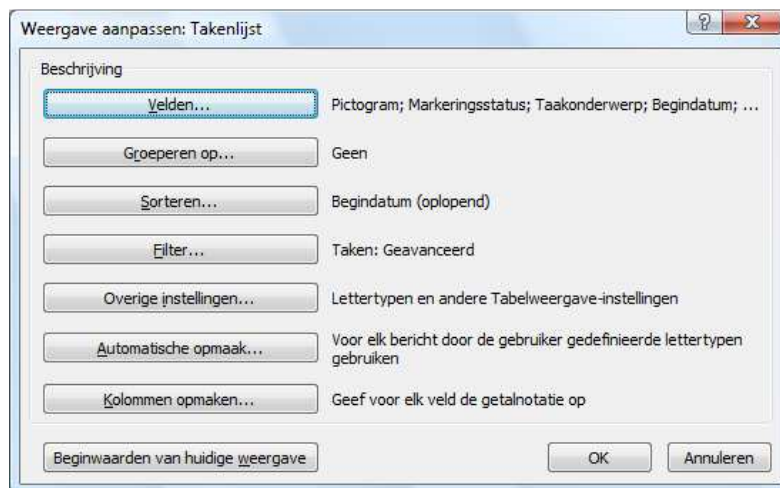 Weergave aanpassen: Takenlijst
Beschrijving
Velden... Pictogram; Markeringsstatus; Taakonderwerp; Begindatum; ...
Groeperen op... Geen
Sorteren... Begindatum (oplopend)
Filter... Taken: Geavanceerd
Overige instellingen... Lettertypen en andere Tabelweergave-instellingen
Automatische opmaak... Voor elk bericht door de gebruiker gedefinieerde lettertypen
gebruiken
Kolommen opmaken... Geef voor elk veld de getalnotatie op
Beginwaarden van huidige weergave OK Annuleren